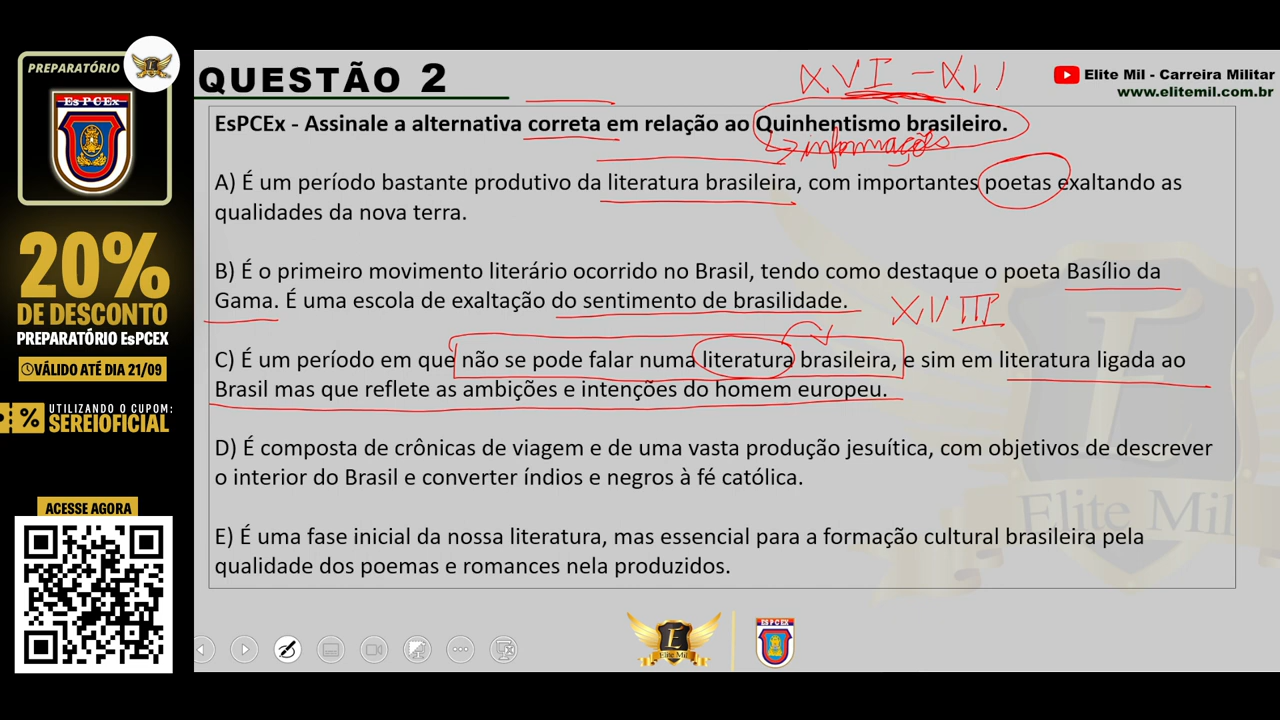 PREPARATÓRIO
Es P C Ex
20%
DE DESCONTO
PREPARATÓRIO EsPCEX
VÁLIDO ATÉ DIA 21/09
% UTILIZANDO O CUPOM:
SEREIOFICIAL
ACESSE AGORA
QUESTÃO 2
XVI - XVI
Elite Mil - Carreira Militar
www.elitemil.com.br
EsPCEx - Assinale a alternativa correta em relação ao Quinhentismo brasileiro.
informações
A) É um período bastante produtivo da literatura brasileira, com importantes poetas exaltando as
qualidades da nova terra.
B) É o primeiro movimento literário ocorrido no Brasil, tendo como destaque o poeta Basílio da
Gama. É uma escola de exaltação do sentimento de brasilidade.
XVIII
C) É um período em que não se pode falar numa literatura brasileira, e sim em literatura ligada ao
Brasil mas que reflete as ambições e intenções do homem europeu.
D) É composta de crônicas de viagem e de uma vasta produção jesuítica, com objetivos de descrever
o interior do Brasil e converter índios e negros à fé católica.
E) É uma fase inicial da nossa literatura, mas essencial para a formação cultural brasileira pela
qualidade dos poemas e romances nela produzidos.
Elite Mil
E
ES P C EX